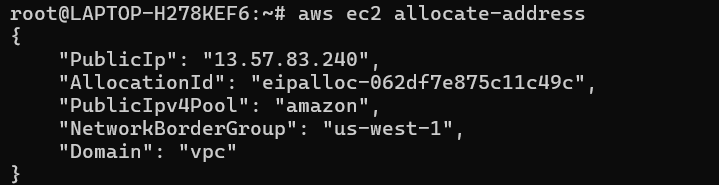 root@LAPTOP-H278KEF6:~# aws ec2 allocate-address
{
    "PublicIp": "13.57.83.240",
    "AllocationId": "eipalloc-062df7e875c11c49c",
    "PublicIpv4Pool": "amazon",
    "NetworkBorderGroup": "us-west-1",
    "Domain": "vpc"
}